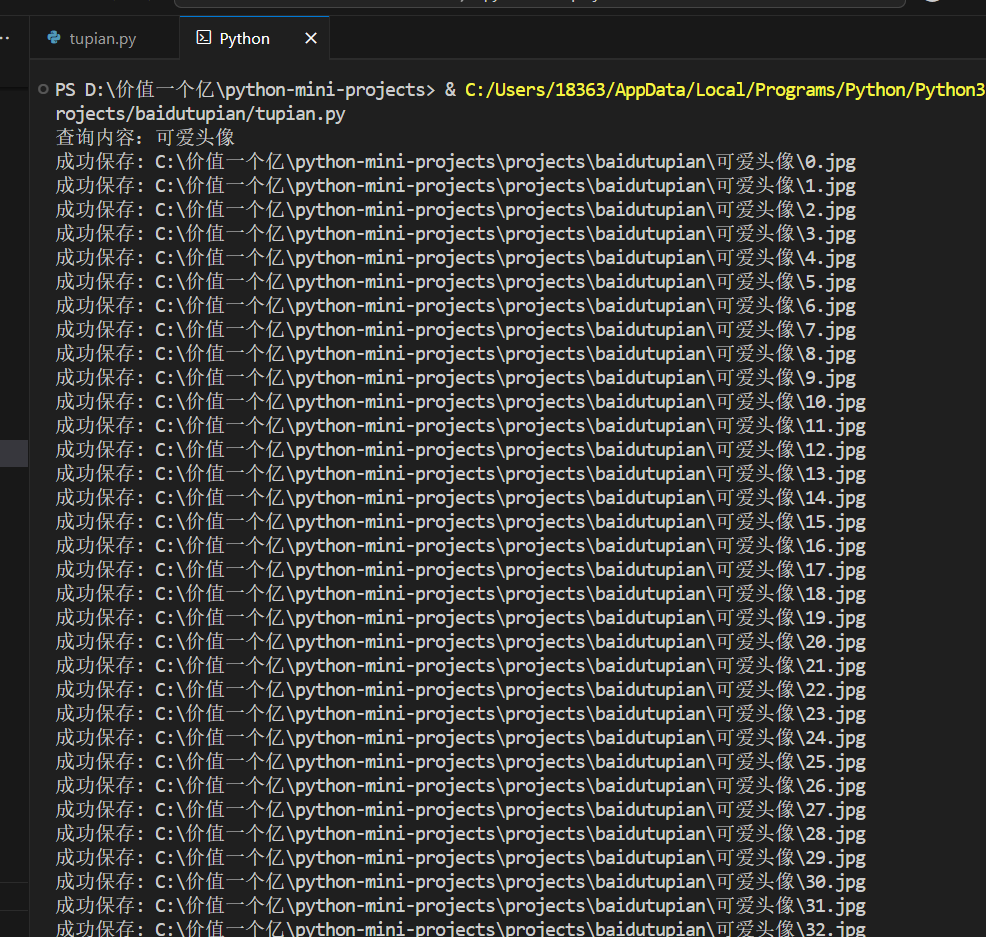 tupian.py
Python
PS D:\价值一个亿\python-mini-projects> & C:/Users/18363/AppData/Local/Programs/Python/Python3
rojects/baidutupian/tupian.py
查询内容: 可爱头像
成功保存: C:\价值一个亿\python-mini-projects\projects\baidutupian\可爱头像\0.jpg
成功保存: C:\价值一个亿\python-mini-projects\projects\baidutupian\可爱头像\1.jpg
成功保存: C:\价值一个亿\python-mini-projects\projects\baidutupian\可爱头像\2.jpg
成功保存: C:\价值一个亿\python-mini-projects\projects\baidutupian\可爱头像\3.jpg
成功保存: C:\价值一个亿\python-mini-projects\projects\baidutupian\可爱头像\4.jpg
成功保存: C:\价值一个亿\python-mini-projects\projects\baidutupian\可爱头像\5.jpg
成功保存: C:\价值一个亿\python-mini-projects\projects\baidutupian\可爱头像\6.jpg
成功保存: C:\价值一个亿\python-mini-projects\projects\baidutupian\可爱头像\7.jpg
成功保存: C:\价值一个亿\python-mini-projects\projects\baidutupian\可爱头像\8.jpg
成功保存: C:\价值一个亿\python-mini-projects\projects\baidutupian\可爱头像\9.jpg
成功保存: C:\价值一个亿\python-mini-projects\projects\baidutupian\可爱头像\10.jpg
成功保存: C:\价值一个亿\python-mini-projects\projects\baidutupian\可爱头像\11.jpg
成功保存: C:\价值一个亿\python-mini-projects\projects\baidutupian\可爱头像\12.jpg
成功保存: C:\价值一个亿\python-mini-projects\projects\baidutupian\可爱头像\13.jpg
成功保存: C:\价值一个亿\python-mini-projects\projects\baidutupian\可爱头像\14.jpg
成功保存: C:\价值一个亿\python-mini-projects\projects\baidutupian\可爱头像\15.jpg
成功保存: C:\价值一个亿\python-mini-projects\projects\baidutupian\可爱头像\16.jpg
成功保存: C:\价值一个亿\python-mini-projects\projects\baidutupian\可爱头像\17.jpg
成功保存: C:\价值一个亿\python-mini-projects\projects\baidutupian\可爱头像\18.jpg
成功保存: C:\价值一个亿\python-mini-projects\projects\baidutupian\可爱头像\19.jpg
成功保存: C:\价值一个亿\python-mini-projects\projects\baidutupian\可爱头像\20.jpg
成功保存: C:\价值一个亿\python-mini-projects\projects\baidutupian\可爱头像\21.jpg
成功保存: C:\价值一个亿\python-mini-projects\projects\baidutupian\可爱头像\22.jpg
成功保存: C:\价值一个亿\python-mini-projects\projects\baidutupian\可爱头像\23.jpg
成功保存: C:\价值一个亿\python-mini-projects\projects\baidutupian\可爱头像\24.jpg
成功保存: C:\价值一个亿\python-mini-projects\projects\baidutupian\可爱头像\25.jpg
成功保存: C:\价值一个亿\python-mini-projects\projects\baidutupian\可爱头像\26.jpg
成功保存: C:\价值一个亿\python-mini-projects\projects\baidutupian\可爱头像\27.jpg
成功保存: C:\价值一个亿\python-mini-projects\projects\baidutupian\可爱头像\28.jpg
成功保存: C:\价值一个亿\python-mini-projects\projects\baidutupian\可爱头像\29.jpg
成功保存: C:\价值一个亿\python-mini-projects\projects\baidutupian\可爱头像\30.jpg
成功保存: C:\价值一个亿\python-mini-projects\projects\baidutupian\可爱头像\31.jpg
成功保存: C:\价值一个亿\python-mini-projects\projects\baidutupian\可爱头像\32.jpg